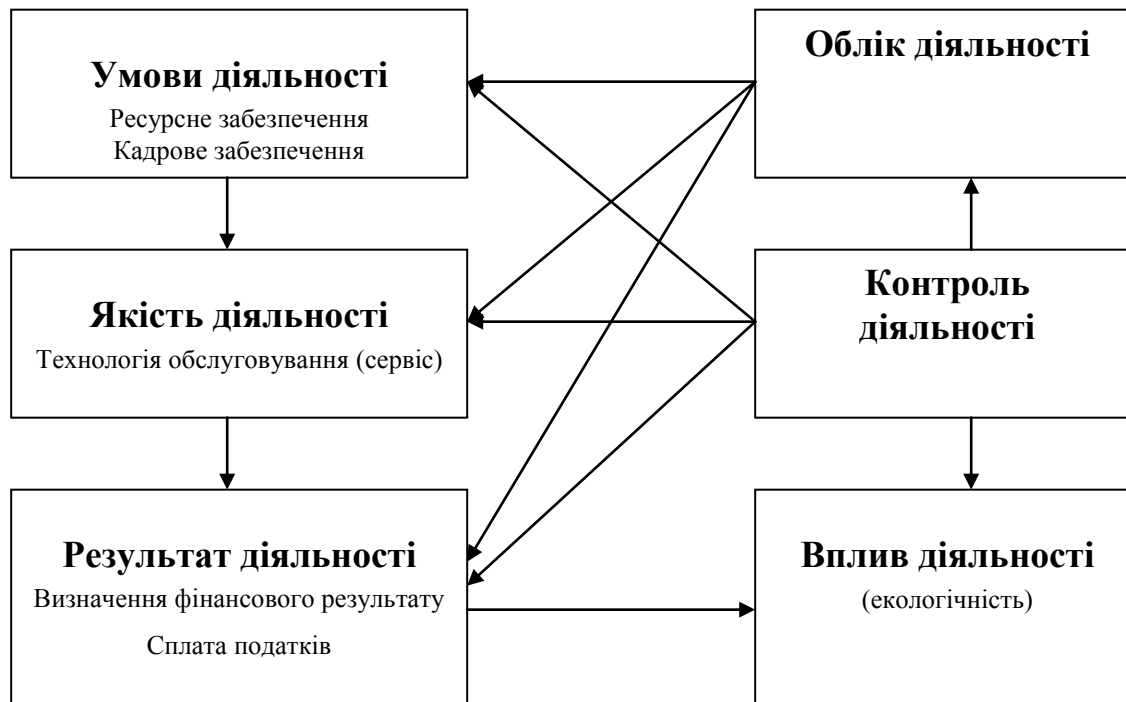 Умови діяльності
Ресурсне забезпечення
Кадрове забезпечення
Облік діяльності
Якість діяльності
Технологія обслуговування (сервіс)
Контроль
діяльності
Результат діяльності
Визначення фінансового результату
Сплата податків
Вплив діяльності
(екологічність)